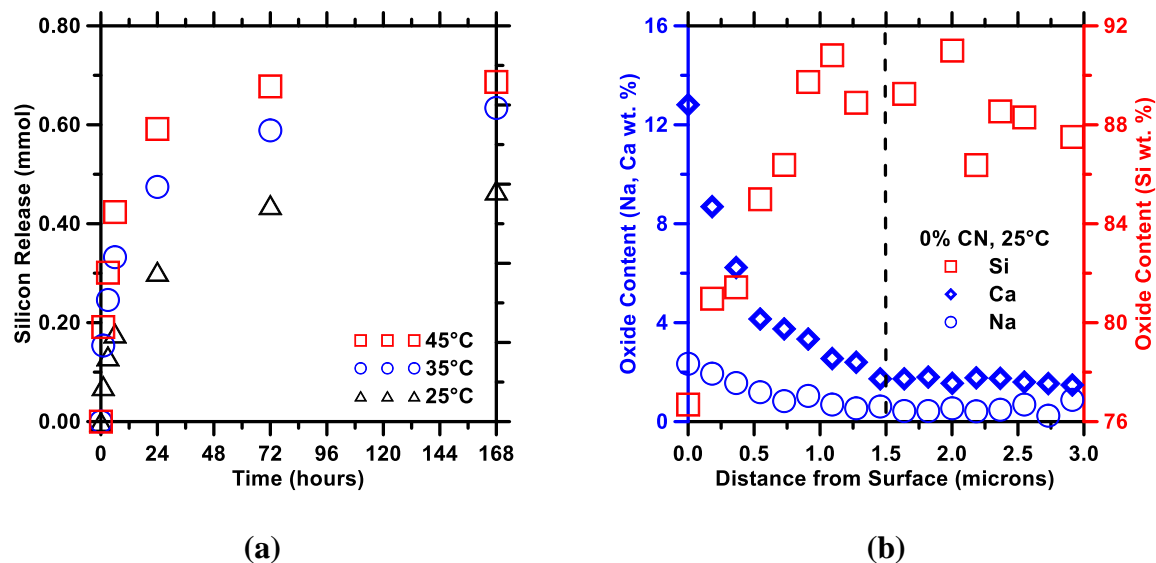 0.80
0.60
0.40
0.20
0.00
Silicon Release (mmol)
45°C
35°C
25°C
0 24 48 72 96 120 144 168
Time (hours)
(a)
16
12
8
4
0
Oxide Content (Na, Ca wt. %)
92
88
84
80
76
Oxide Content (Si wt. %)
0% CN, 25°C
Si
Ca
Na
0.0 0.5 1.0 1.5 2.0 2.5 3.0
Distance from Surface (microns)
(b)